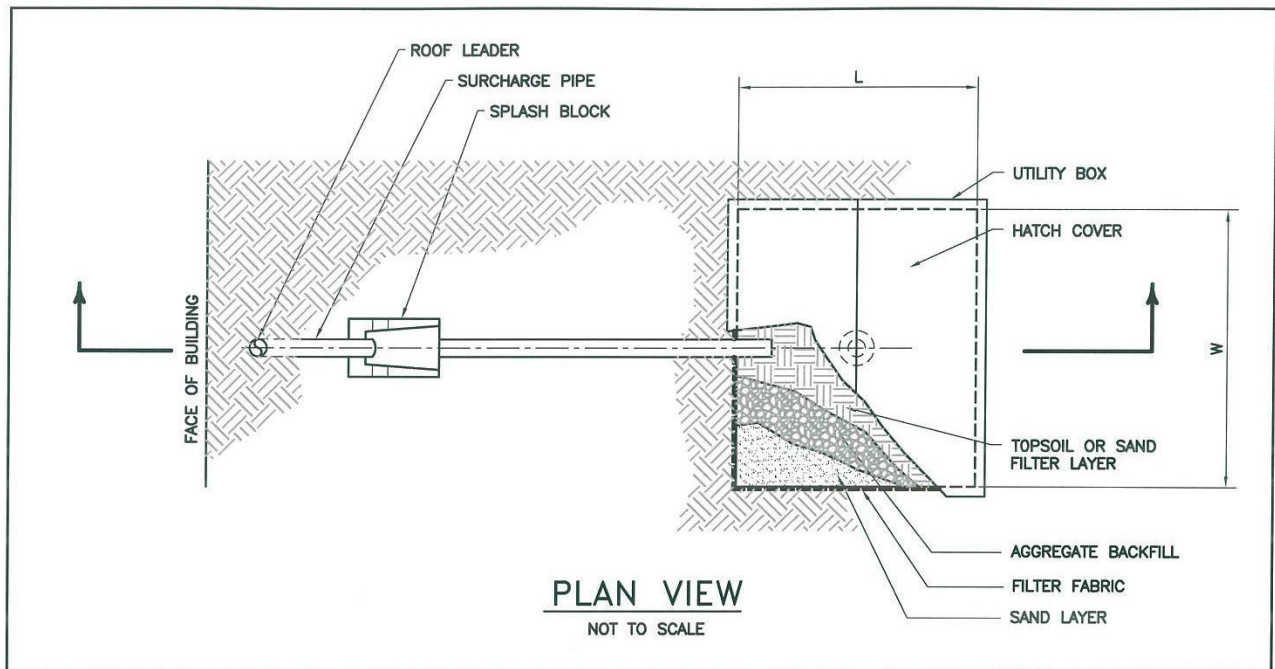 ROOF LEADER
SURCHARGE PIPE
SPLASH BLOCK
L
UTILITY BOX
HATCH COVER
FACE OF BUILDING
W
TOPSOIL OR SAND
FILTER LAYER
AGGREGATE BACKFILL
FILTER FABRIC
SAND LAYER
PLAN VIEW
NOT TO SCALE